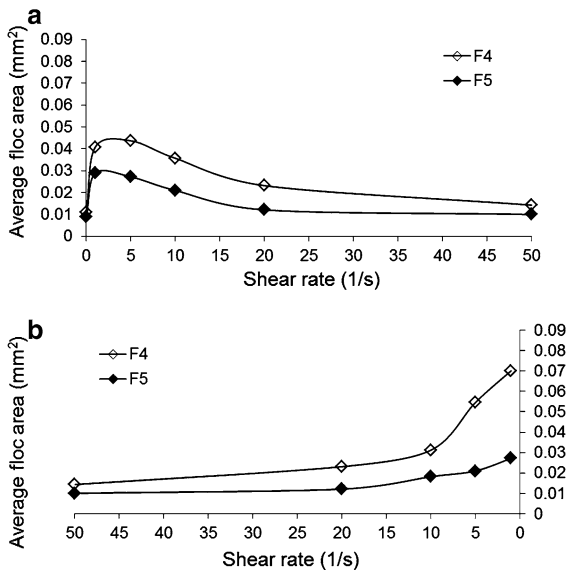 a
Average floc area (mm²)
0.09
0.08
0.07
0.06
0.05
0.04
0.03
0.02
0.01
0
F4
F5
0 5 10 15 20 25 30 35 40 45 50
Shear rate (1/s)
b
Average floc area (mm²)
F4
F5
0.09
0.08
0.07
0.06
0.05
0.04
0.03
0.02
0.01
0
50 45 40 35 30 25 20 15 10 5 0
Shear rate (1/s)